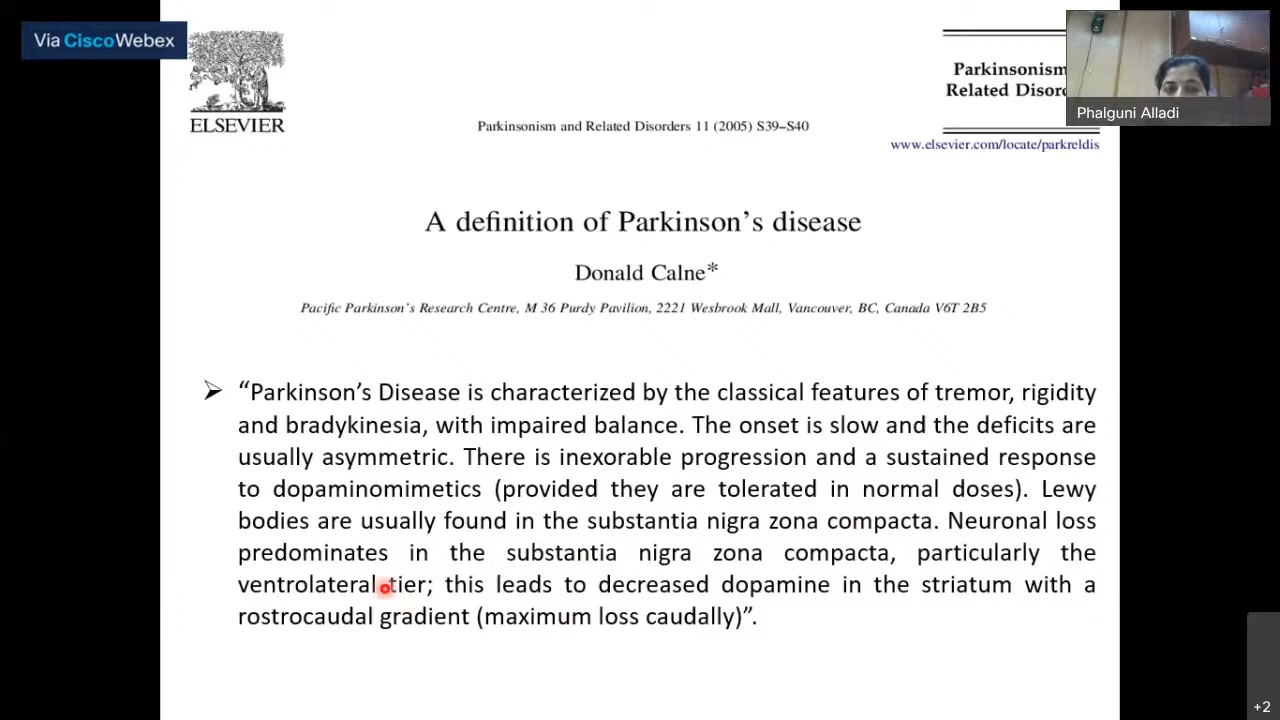 Via Cisco Webex
ELSEVIER
Parkinsonism and Related Disorders 11 (2005) S39–S40
Parkinsonism
Related
www.elsevier.com/locate/parkreldis
Phalguni Alladi
A definition of Parkinson's disease
Donald Calne*
Pacific Parkinson's Research Centre, M 36 Purdy Pavilion, 2221 Wesbrook Mall, Vancouver, BC, Canada V6T 2B5
➢ “Parkinson’s Disease is characterized by the classical features of tremor, rigidity
and bradykinesia, with impaired balance. The onset is slow and the deficits are
usually asymmetric. There is inexorable progression and a sustained response
to dopaminomimetics (provided they are tolerated in normal doses). Lewy
bodies are usually found in the substantia nigra zona compacta. Neuronal loss
predominates in the substantia nigra zona compacta, particularly the
ventrolateral tier; this leads to decreased dopamine in the striatum with a
rostrocaudal gradient (maximum loss caudally)”.
+2